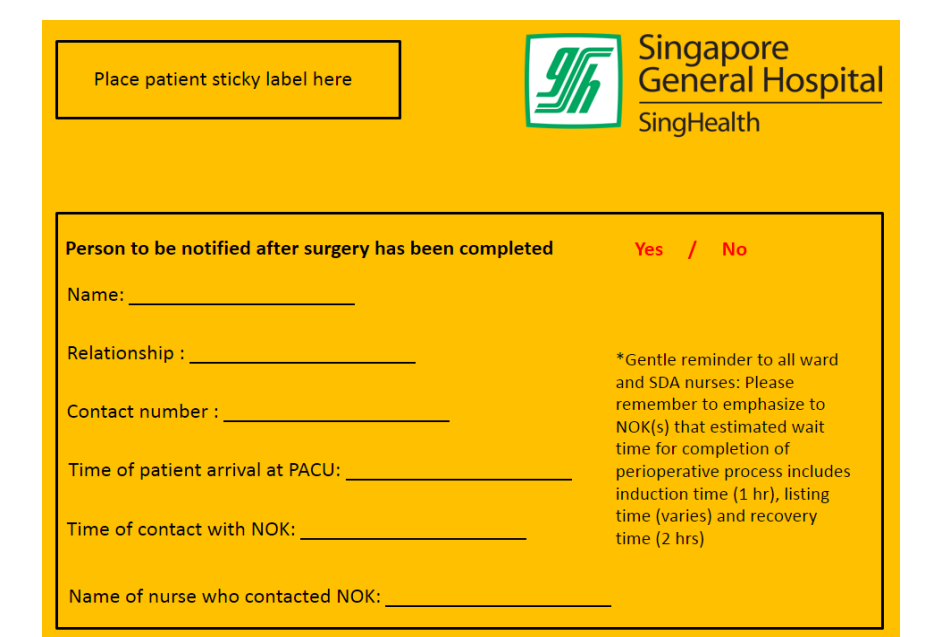 Place patient sticky label here
gsh
Singapore
General Hospital
SingHealth
Person to be notified after surgery has been completed Yes / No
Name:
Relationship :
Contact number :
Time of patient arrival at PACU:
Time of contact with NOK:
Name of nurse who contacted NOK:
*Gentle reminder to all ward
and SDA nurses: Please
remember to emphasize to
NOK(s) that estimated wait
time for completion of
perioperative process includes
induction time (1 hr), listing
time (varies) and recovery
time (2 hrs)